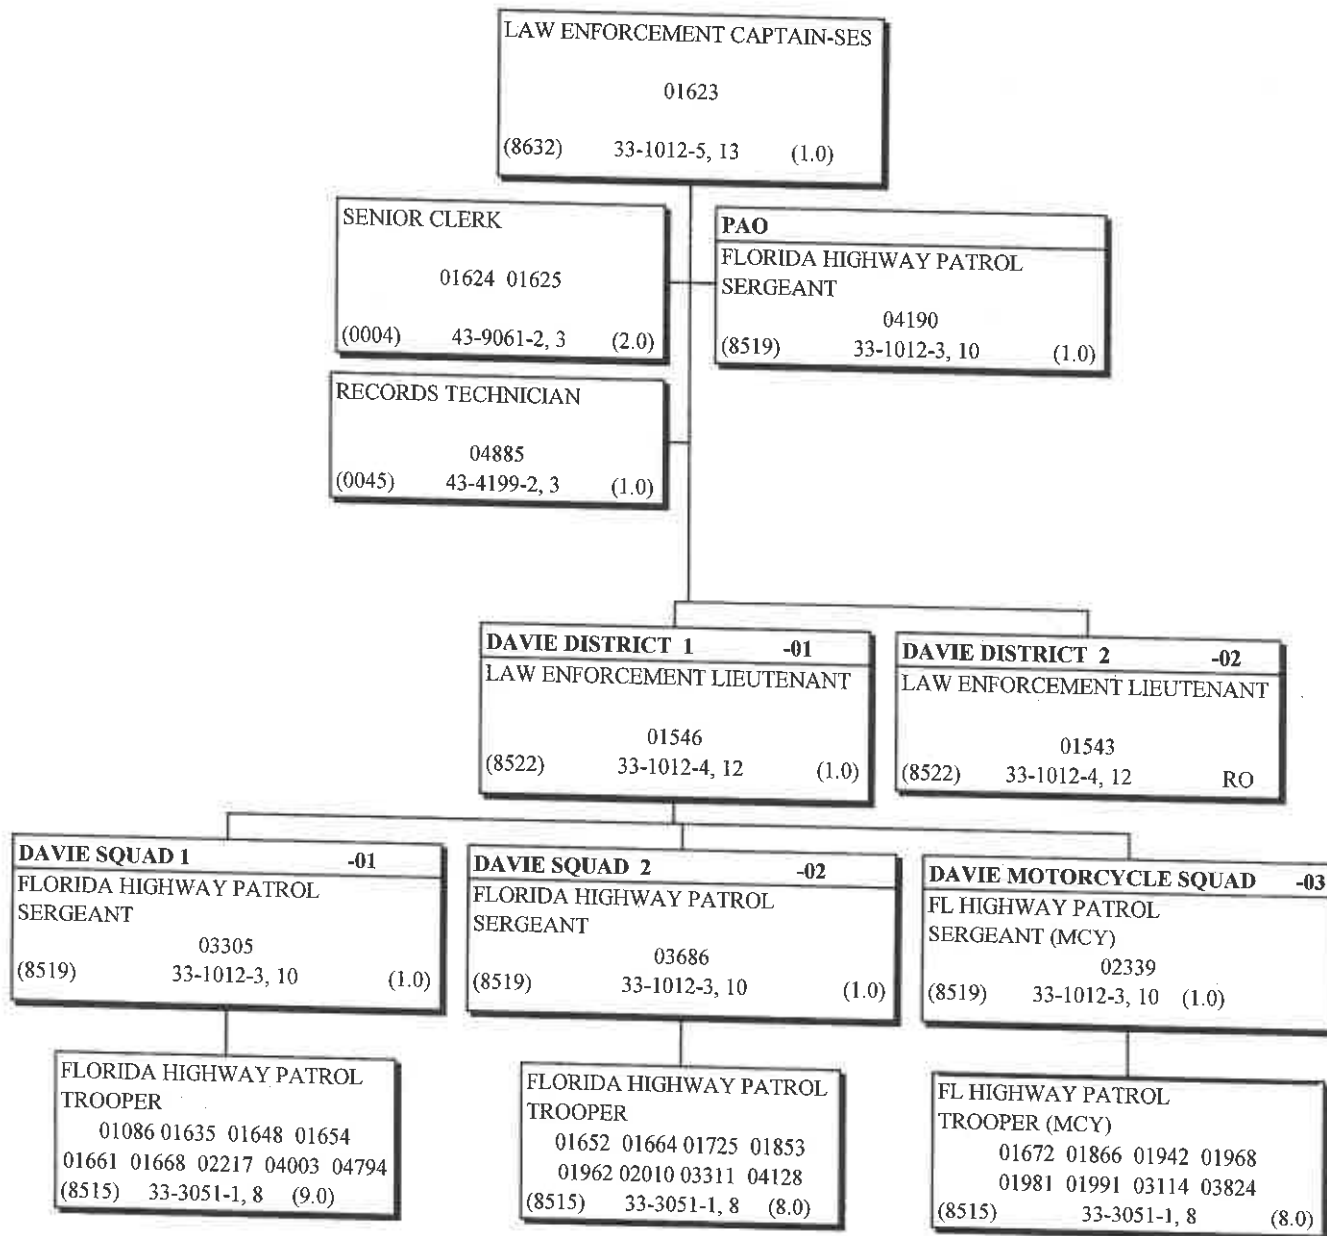 LAW ENFORCEMENT CAPTAIN-SES
01623
(8632) 33-1012-5, 13 (1.0)
SENIOR CLERK
01624 01625
(0004) 43-9061-2, 3 (2.0)
PAO
FLORIDA HIGHWAY PATROL
SERGEANT
04190
(8519) 33-1012-3, 10 (1.0)
RECORDS TECHNICIAN
04885
(0045) 43-4199-2, 3 (1.0)
DAVIE DISTRICT 1 -01
LAW ENFORCEMENT LIEUTENANT
01546
(8522) 33-1012-4, 12 (1.0)
DAVIE DISTRICT 2 -02
LAW ENFORCEMENT LIEUTENANT
01543
(8522) 33-1012-4, 12 RO
DAVIE SQUAD 1 -01
FLORIDA HIGHWAY PATROL
SERGEANT
03305
(8519) 33-1012-3, 10 (1.0)
DAVIE SQUAD 2 -02
FLORIDA HIGHWAY PATROL
SERGEANT
03686
(8519) 33-1012-3, 10 (1.0)
DAVIE MOTORCYCLE SQUAD -03
FL HIGHWAY PATROL
SERGEANT (MCY)
02339
(8519) 33-1012-3, 10 (1.0)
FLORIDA HIGHWAY PATROL
TROOPER
01086 01635 01648 01654
01661 01668 02217 04003 04794
(8515) 33-3051-1, 8 (9.0)
FLORIDA HIGHWAY PATROL
TROOPER
01652 01664 01725 01853
01962 02010 03311 04128
(8515) 33-3051-1, 8 (8.0)
FL HIGHWAY PATROL
TROOPER (MCY)
01672 01866 01942 01968
01981 01991 03114 03824
(8515) 33-3051-1, 8 (8.0)